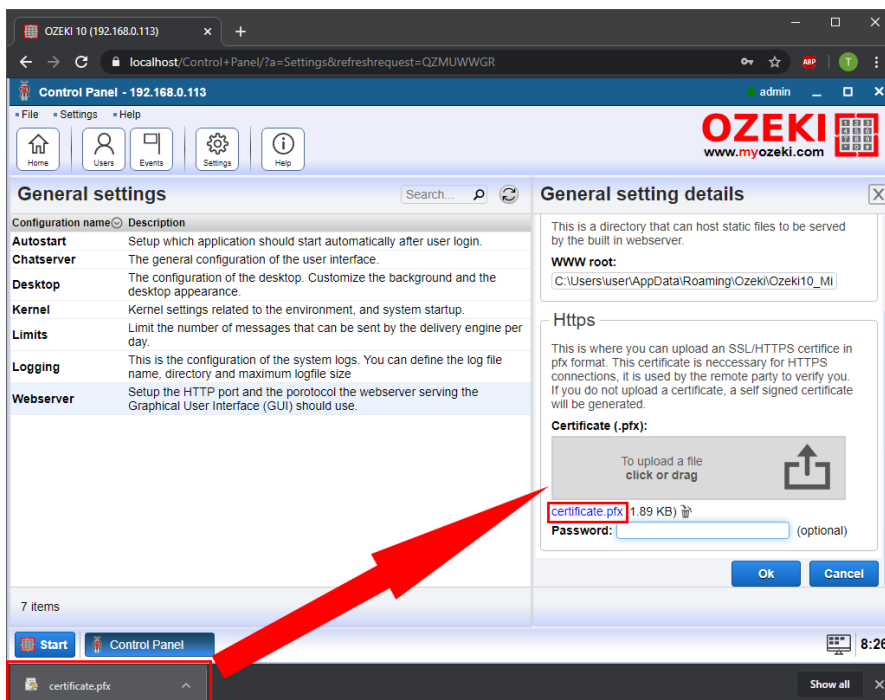 OZEKI 10 (192.168.0.113)
localhost/Control+Panel/?a=Settings&refreshrequest=QZMUWWGR
ABP
T
Control Panel - 192.168.0.113
admin
File Settings Help
Home
Users
Events
Settings
Help
OZEKI
www.myozeki.com
General settings
Search...
Configuration name Description
Autostart Setup which application should start automatically after user login.
Chatserver The general configuration of the user interface.
Desktop The configuration of the desktop. Customize the background and the
desktop appearance.
Kernel Kernel settings related to the environment, and system startup.
Limits Limit the number of messages that can be sent by the delivery engine per
day.
Logging This is the configuration of the system logs. You can define the log file
name, directory and maximum logfile size
Webserver Setup the HTTP port and the porotocol the webserver serving the
Graphical User Interface (GUI) should use.
7 items
General setting details
This is a directory that can host static files to be served
by the built in webserver.
WWW root:
C:\Users\user\AppData\Roaming\Ozeki\Ozeki10_Mi
Https
This is where you can upload an SSL/HTTPS certifice in
pfx format. This certificate is neccessary for HTTPS
connections, it is used by the remote party to verify you.
If you do not upload a certificate, a self signed certificate
will be generated.
Certificate (.pfx):
To upload a file
click or drag
certificate.pfx (1.89 KB)
Password: (optional)
Ok
Cancel
Start
Control Panel
8:26
certificate.pfx
Show all